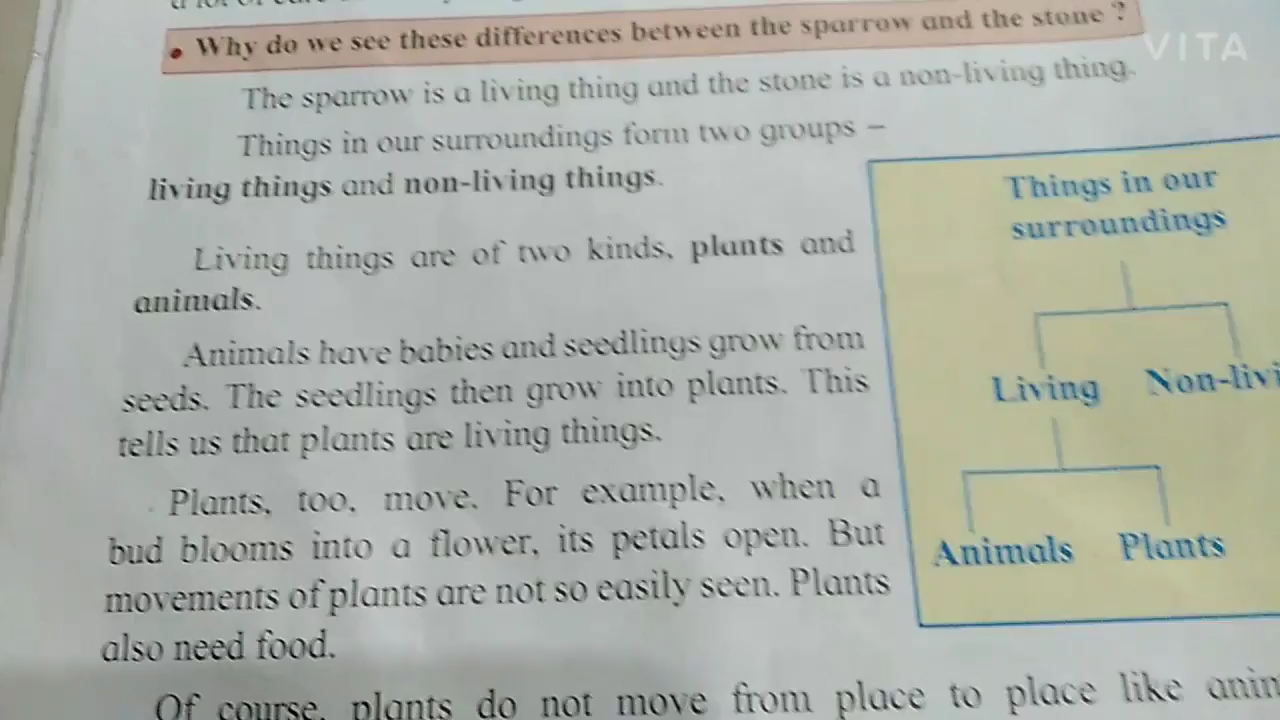 • Why do we see these differences between the sparrow and the stone ?
VITA
The sparrow is a living thing and the stone is a non-living thing.
Things in our surroundings form two groups –
living things and non-living things.
Living things are of two kinds, plants and
animals.
Animals have babies and seedlings grow from
seeds. The seedlings then grow into plants. This
tells us that plants are living things.
Plants, too, move. For example, when a
bud blooms into a flower, its petals open. But
movements of plants are not so easily seen. Plants
also need food.
Of course, plants do not move from place to place like anim
Things in our
surroundings
Living Non-livi
Animals Plants